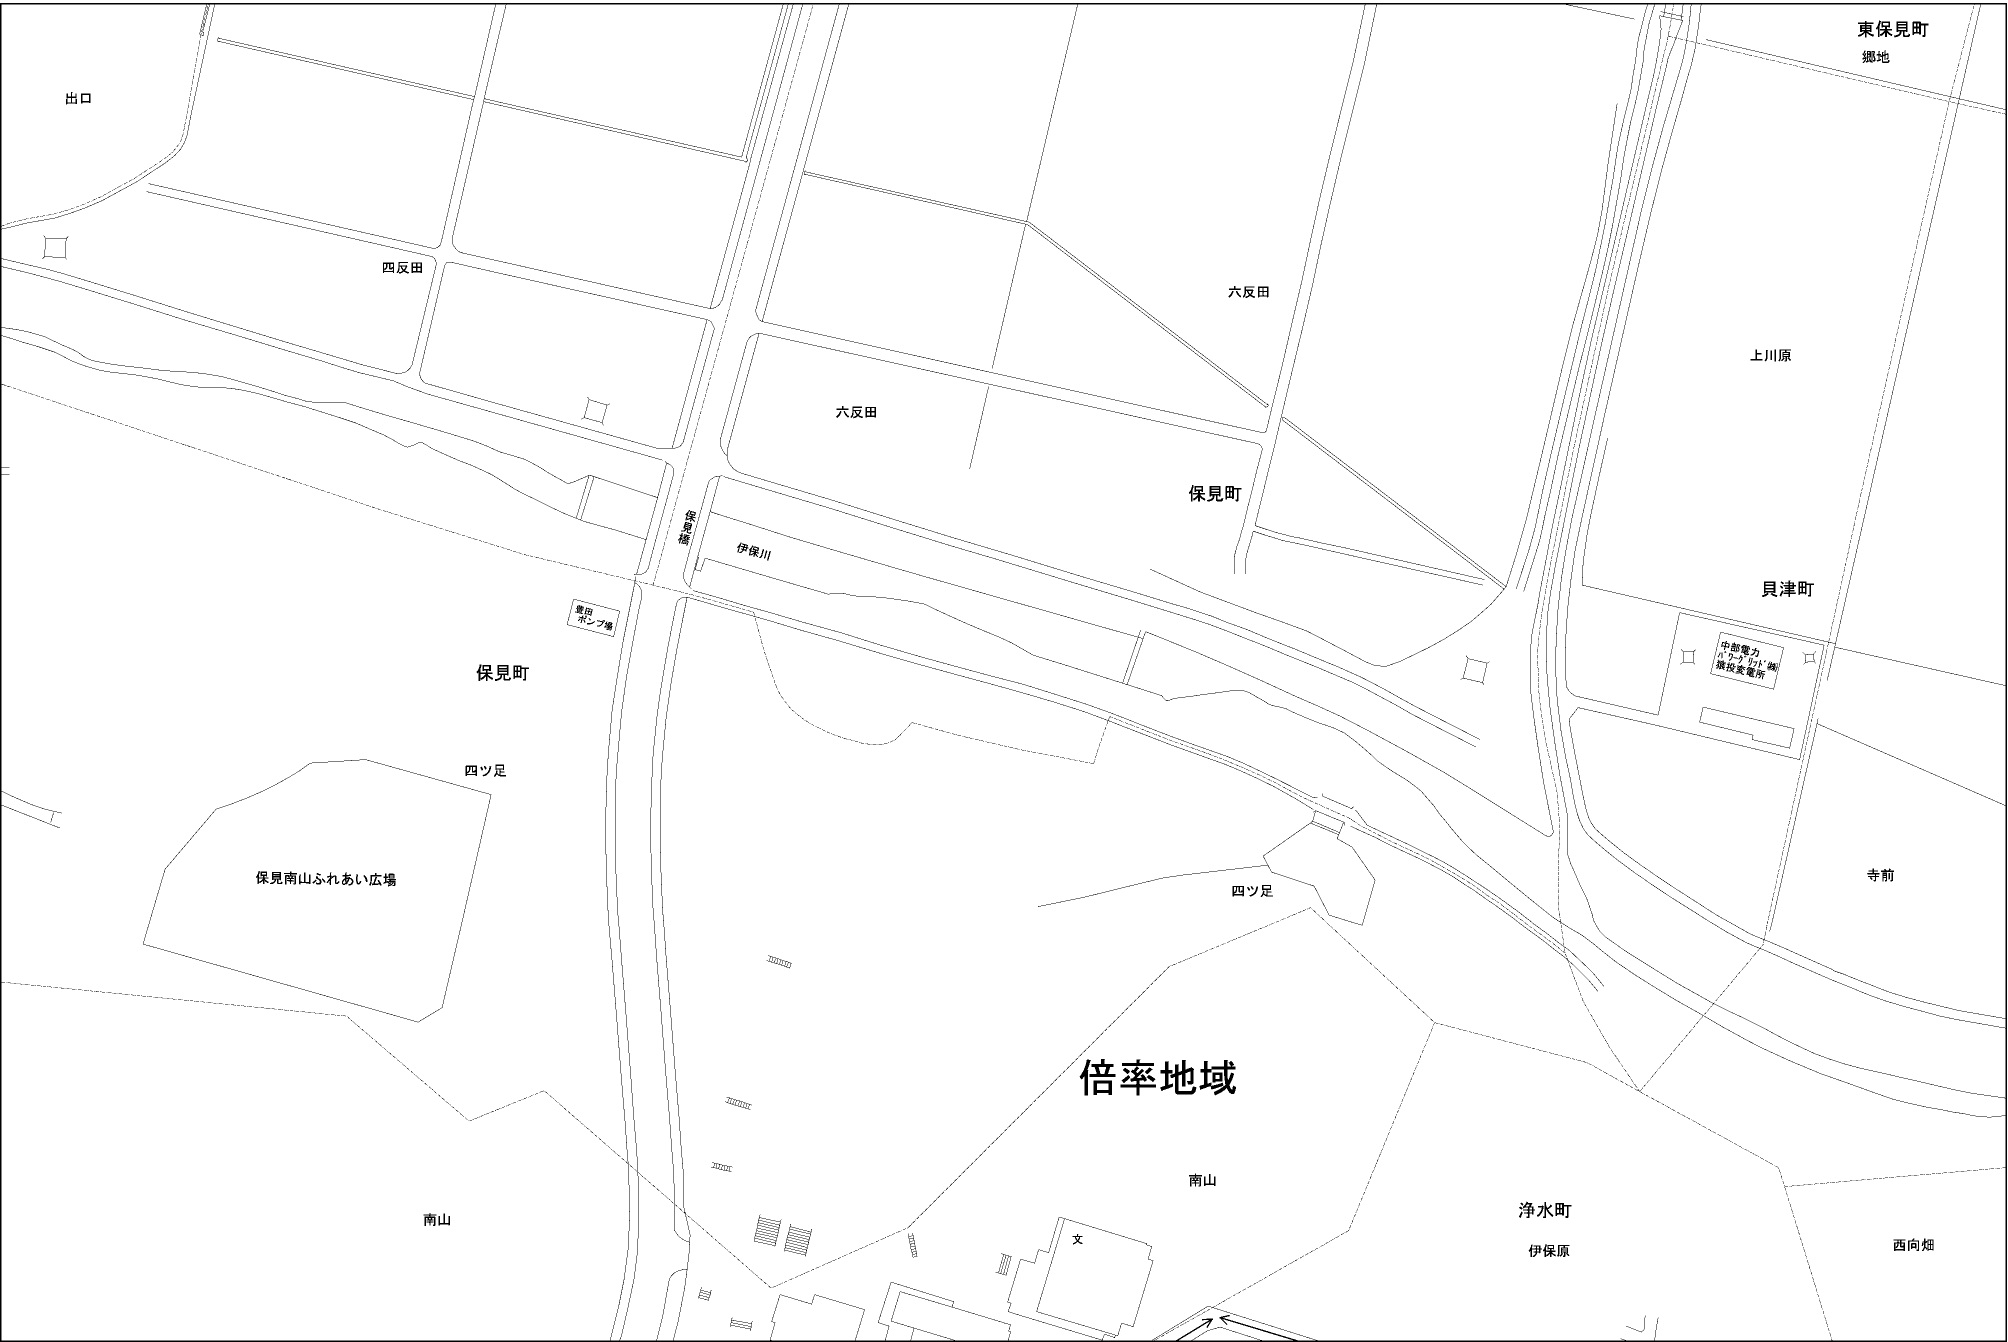 東保見町
郷地
出口
四反田
六反田
上川原
六反田
保見町
保見橋
伊保川
貝津町
豊田
ポンプ場
中部電力
パワーグリッド㈱
猿投変電所
保見町
四ツ足
保見南山ふれあい広場
四ツ足
寺前
倍率地域
南山
南山
浄水町
文
伊保原
西向畑